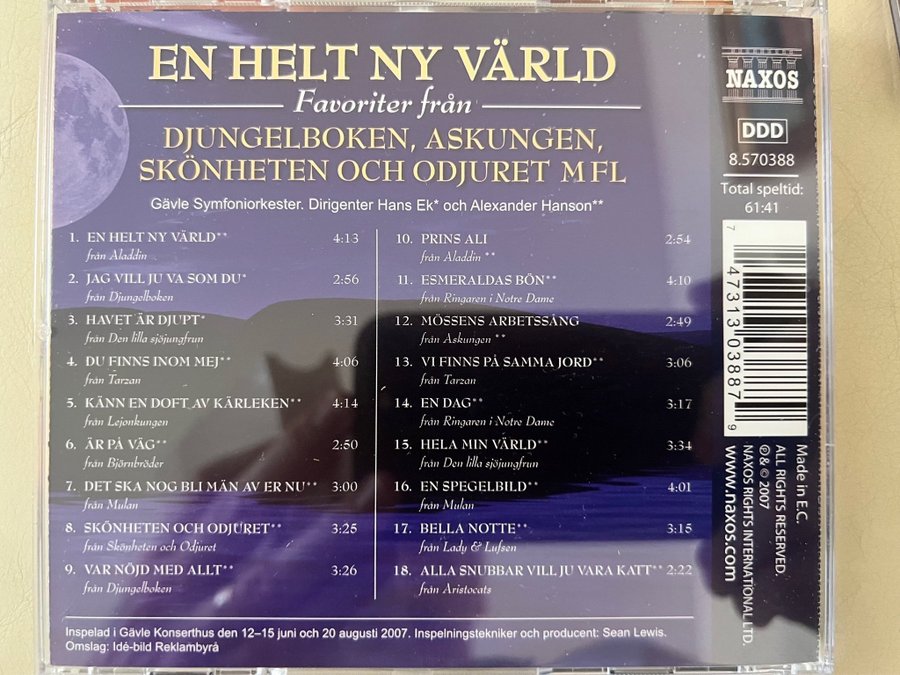 EN HELT NY VÄRLD
Favoriter från
DJUNGELBOKEN, ASKUNGEN,
SKÖNHETEN OCH ODJURET M FL
Gävle Symfoniorkester. Dirigenter Hans Ek* och Alexander Hanson**
1. EN HELT NY VÄRLD** 4:13
från Aladdin
2. JAG VILL JU VA SOM DU* 2:56
från Djungelboken
3. HAVET ÄR DJUPT* 3:31
från Den lilla sjöjungfrun
4. DU FINNS INOM MEJ** 4:06
från Tarzan
5. KÄNN EN DOFT AV KÄRLEKEN** 4:14
från Lejonkungen
6. ÄR PÅ VÄG** 2:50
från Björnbröder
7. DET SKA NOG BLI MÄN AV ER NU** 3:00
från Mulan
8. SKÖNHETEN OCH ODJURET** 3:25
från Skönheten och Odjuret
9. VAR NÖJD MED ALLT** 3:26
från Djungelboken
10. PRINS ALI 2:54
från Aladdin **
11. ESMERALDAS BÖN** 4:10
från Ringaren i Notre Dame
12. MÖSSENS ARBETSSÅNG 2:49
från Askungen **
13. VI FINNS PÅ SAMMA JORD** 3:06
från Tarzan
14. EN DAG** 3:17
från Ringaren i Notre Dame
15. HELA MIN VÄRLD** 3:34
från Den lilla sjöjungfrun
16. EN SPEGELBILD** 4:01
från Mulan
17. BELLA NOTTE** 3:15
från Lady & Lufsen
18. ALLA SNUBBAR VILL JU VARA KATT** 2:22
från Aristocats
Inspelad i Gävle Konserthus den 12–15 juni och 20 augusti 2007. Inspelningstekniker och producent: Sean Lewis.
Omslag: Idé-bild Reklambyrå
NAXOS
DDD
8.570388
Total speltid:
61:41
7 47313 03887 9
Made in E.C.
ALL RIGHTS RESERVED.
℗ & © 2007
NAXOS RIGHTS INTERNATIONAL LTD.
www.naxos.com